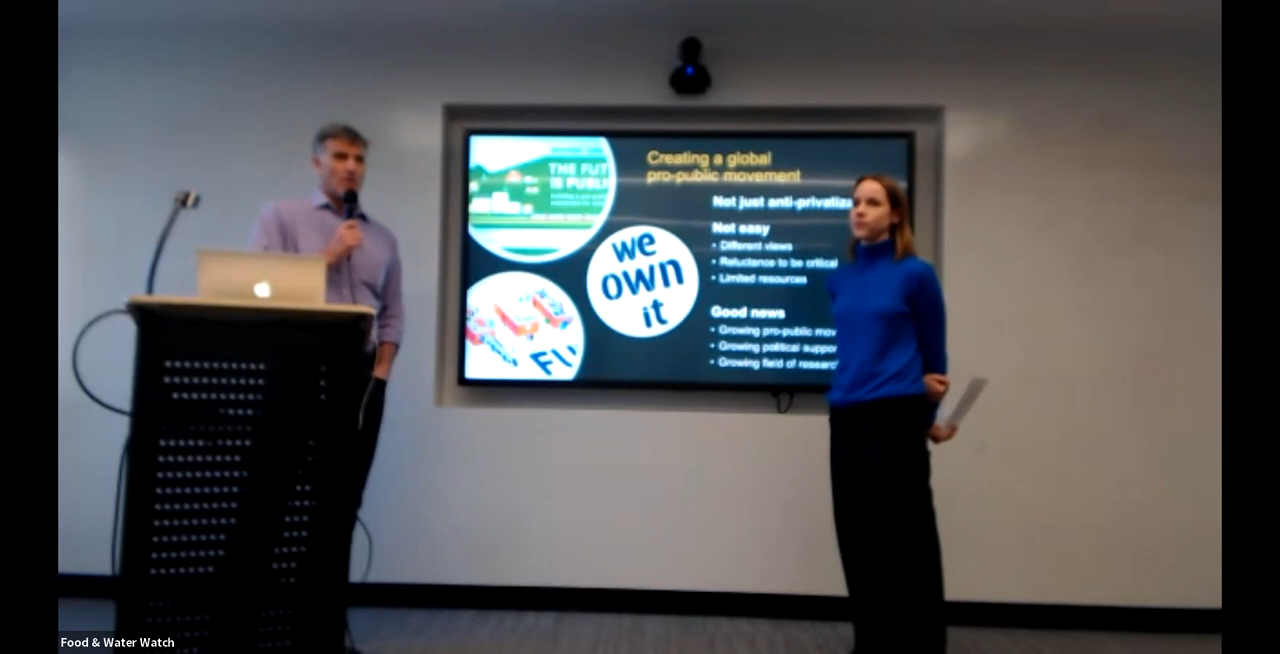 THE FUT
IS PUBLI
Creating a global
pro-public movement
Not just anti-privatiza
Not easy
• Different views
• Reluctance to be critical
• Limited resources
we
own
it
Good news
• Growing pro-public mov
• Growing political suppor
• Growing field of researc
FU
Food & Water Watch